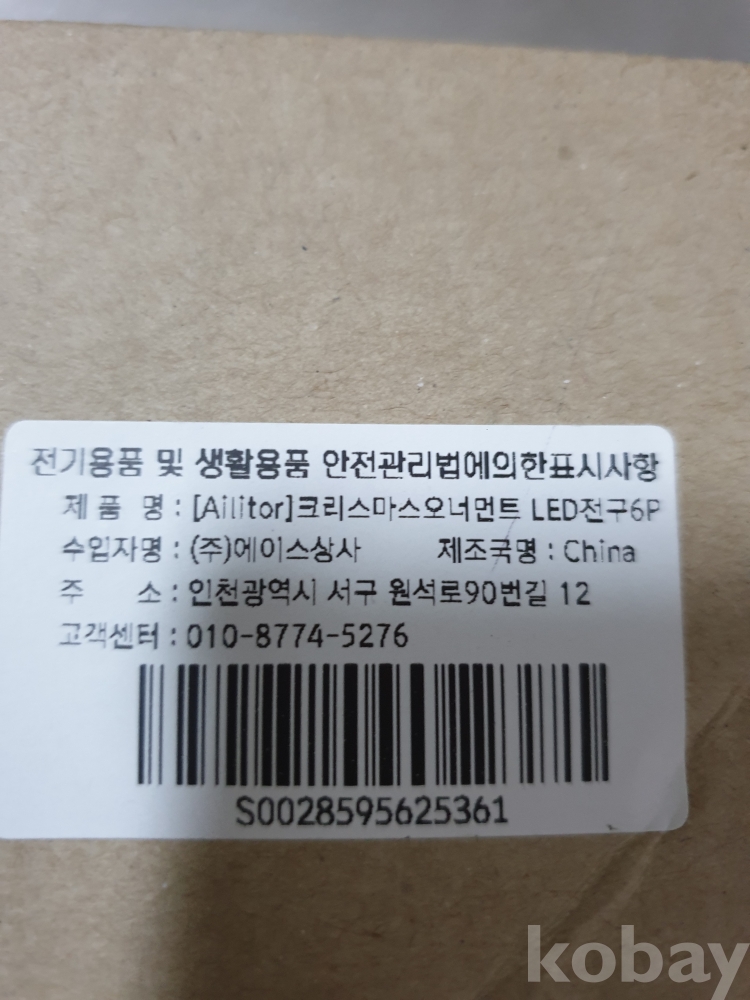 전기용품 및 생활용품 안전관리법에의한표시사항
제 품 명 : [Ailitor]크리스마스오너먼트 LED전구6P
수입자명 : (주)에이스상사 제조국명 : China
주 소 : 인천광역시 서구 원석로90번길 12
고객센터 : 010-8774-5276
S0028595625361
kobay